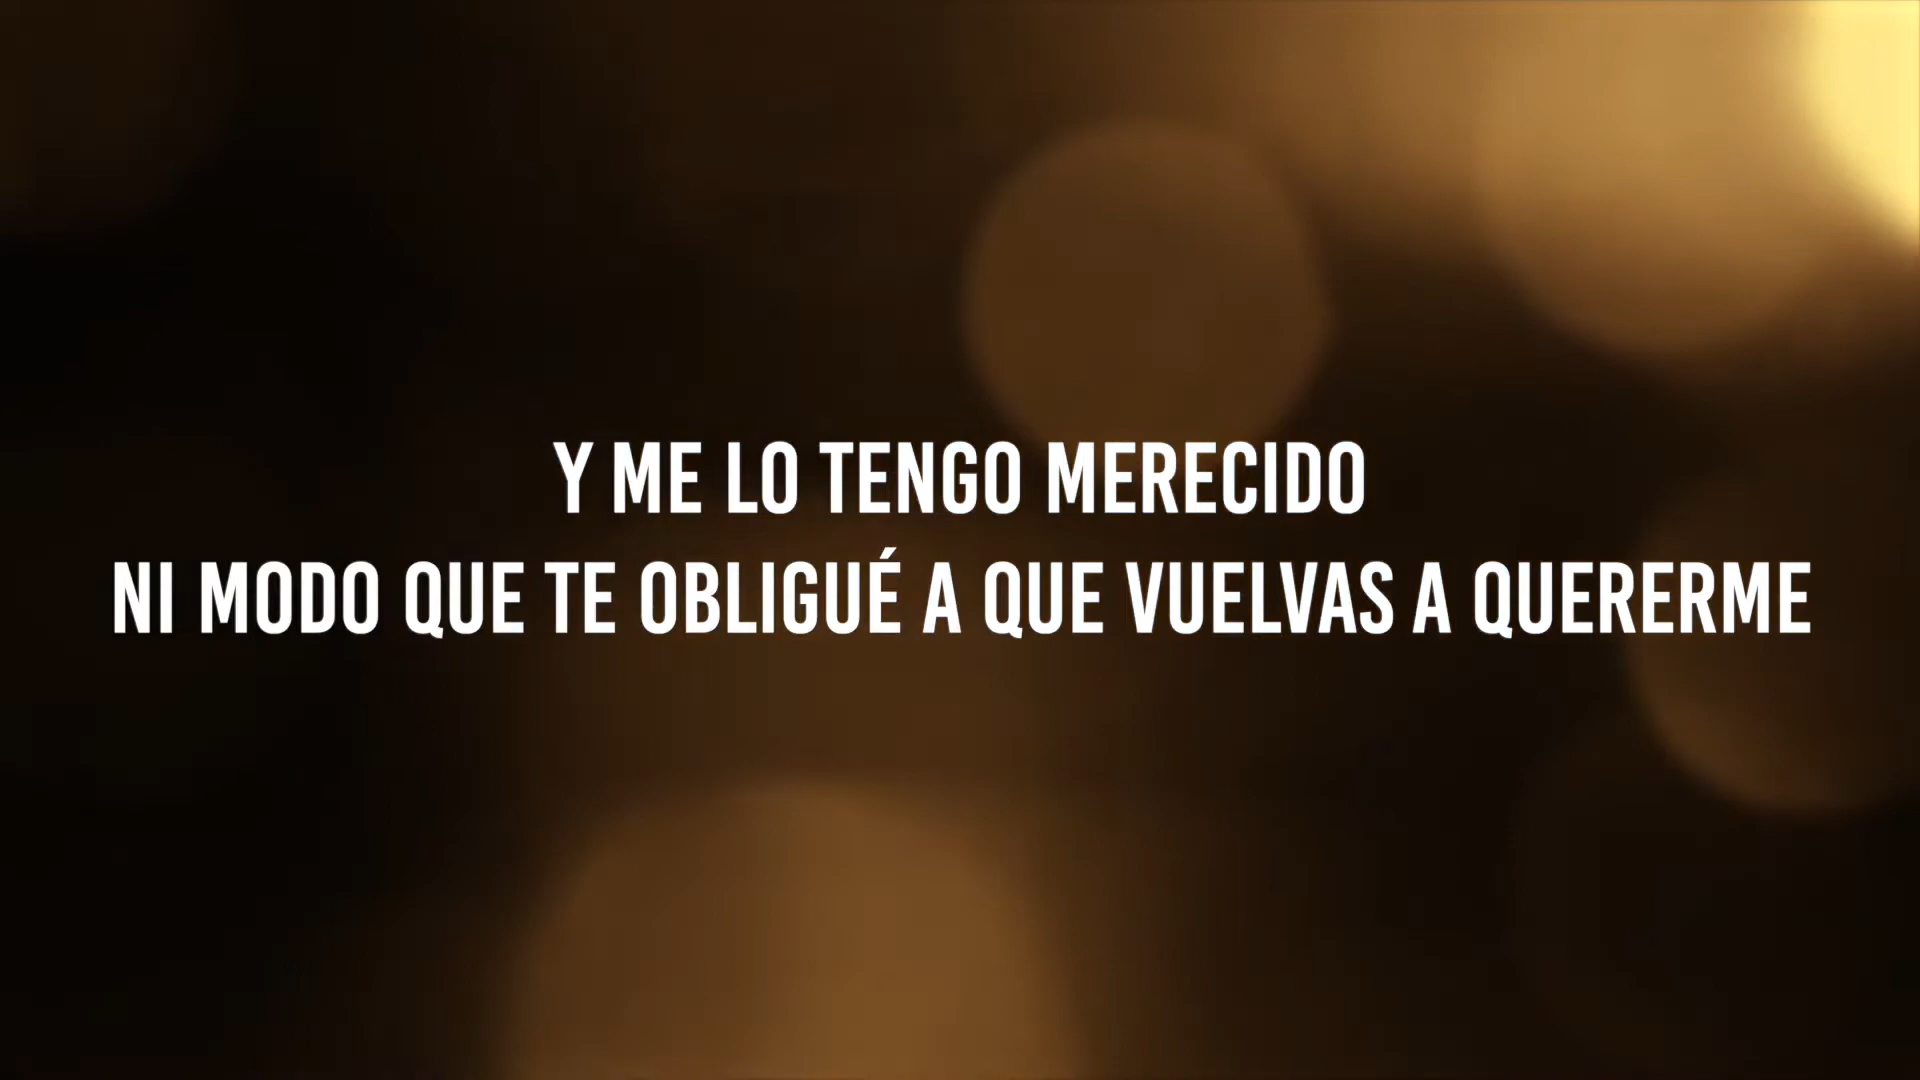 Y ME LO TENGO MERECIDO
NI MODO QUE TE OBLIGUÉ A QUE VUELVAS A QUERERME